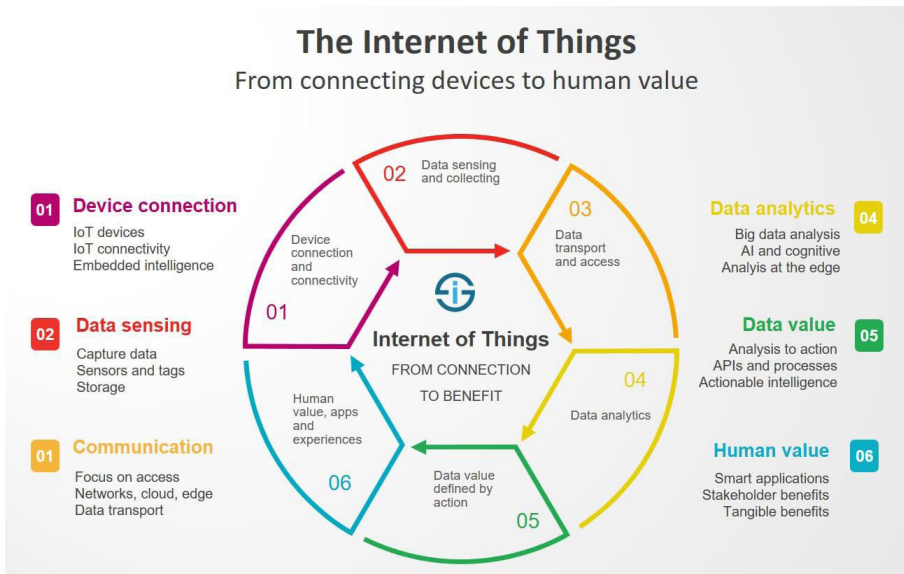 The Internet of Things
From connecting devices to human value
01
Device connection
IoT devices
IoT connectivity
Embedded intelligence
02
Data sensing
Capture data
Sensors and tags
Storage
01
Communication
Focus on access
Networks, cloud, edge
Data transport
01
Device
connection
and
connectivity
02
Data sensing
and collecting
03
Data
transport
and access
04
Data analytics
05
Data value
defined by
action
06
Human
value, apps
and
experiences
Internet of Things
FROM CONNECTION
TO BENEFIT
Data analytics
04
Big data analysis
AI and cognitive
Analyis at the edge
Data value
05
Analysis to action
APIs and processes
Actionable intelligence
Human value
06
Smart applications
Stakeholder benefits
Tangible benefits